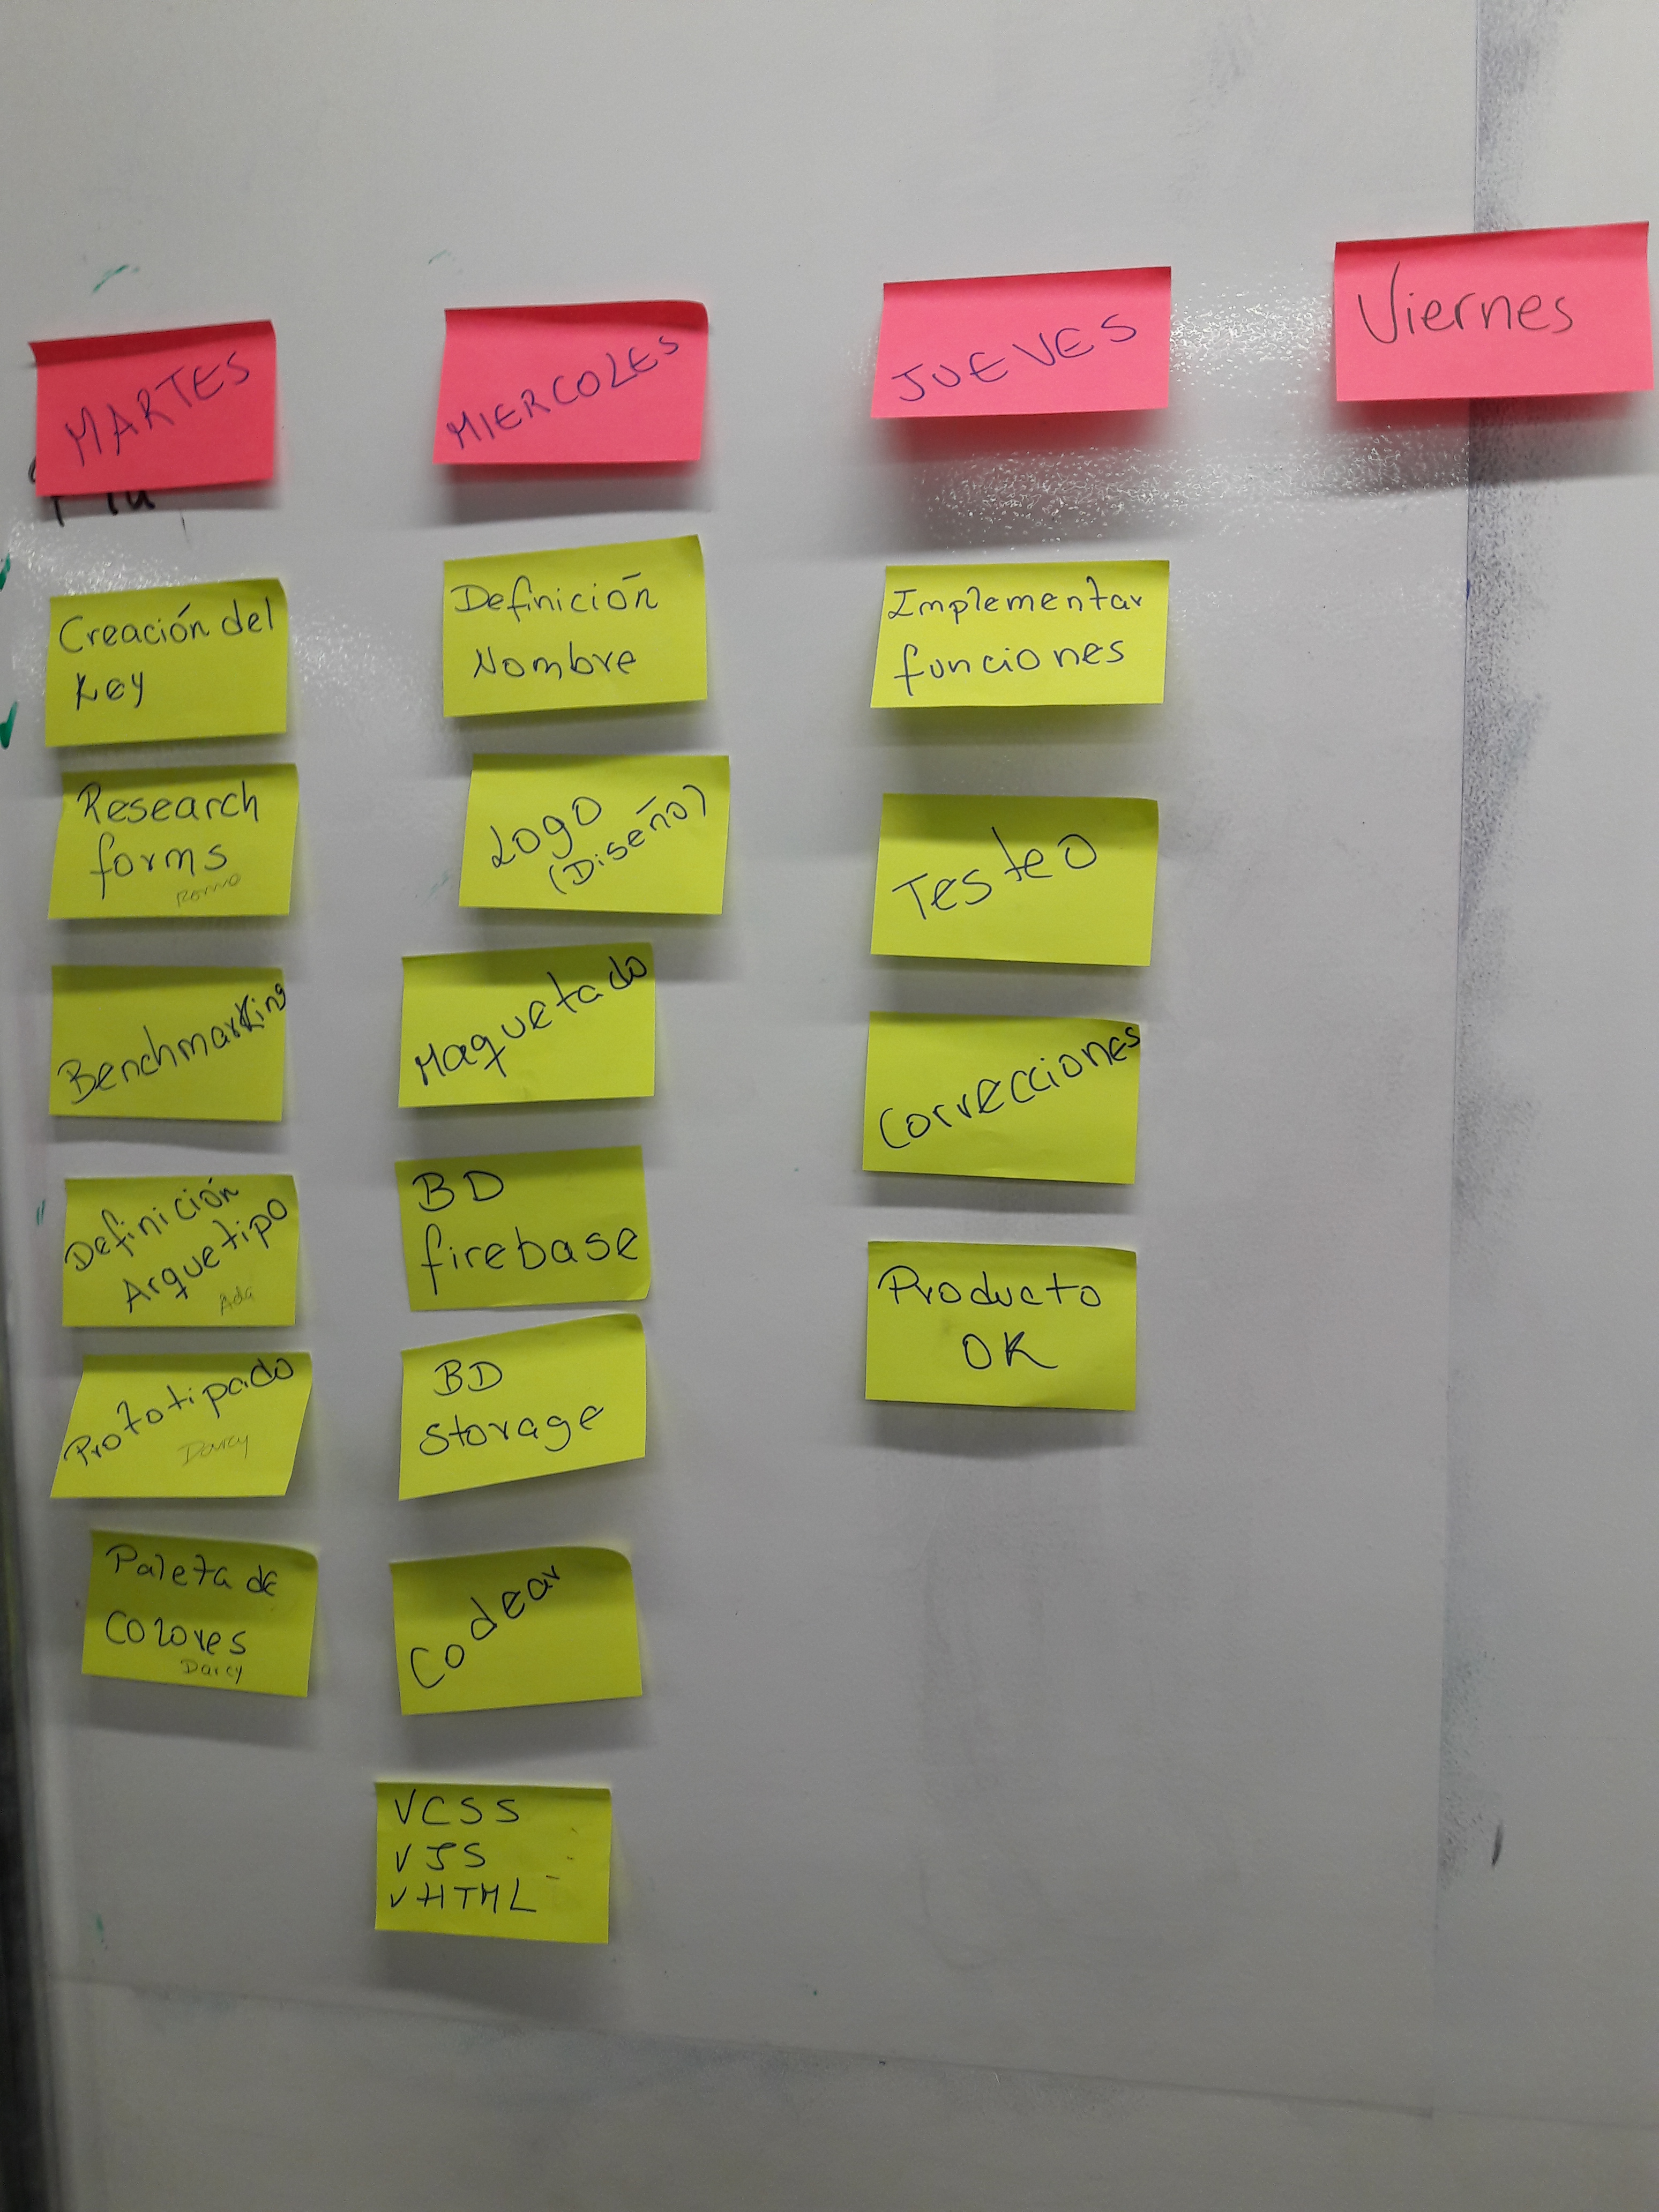 MARTES
Creación del
Key
Research
forms
Romo
Benchmarking
Definición
Arquetipo
Ada
Prototipado
Darcy
Paleta de
Colores
Darcy
MIERCOLES
Definición
Nombre
Logo
(Diseño)
Maquetado
BD
firebase
BD
Storage
Codear
✓CSS
✓JS
✓HTML
JUEVES
Implementar
funciones
Testeo
Correcciones
Producto
OK
Viernes